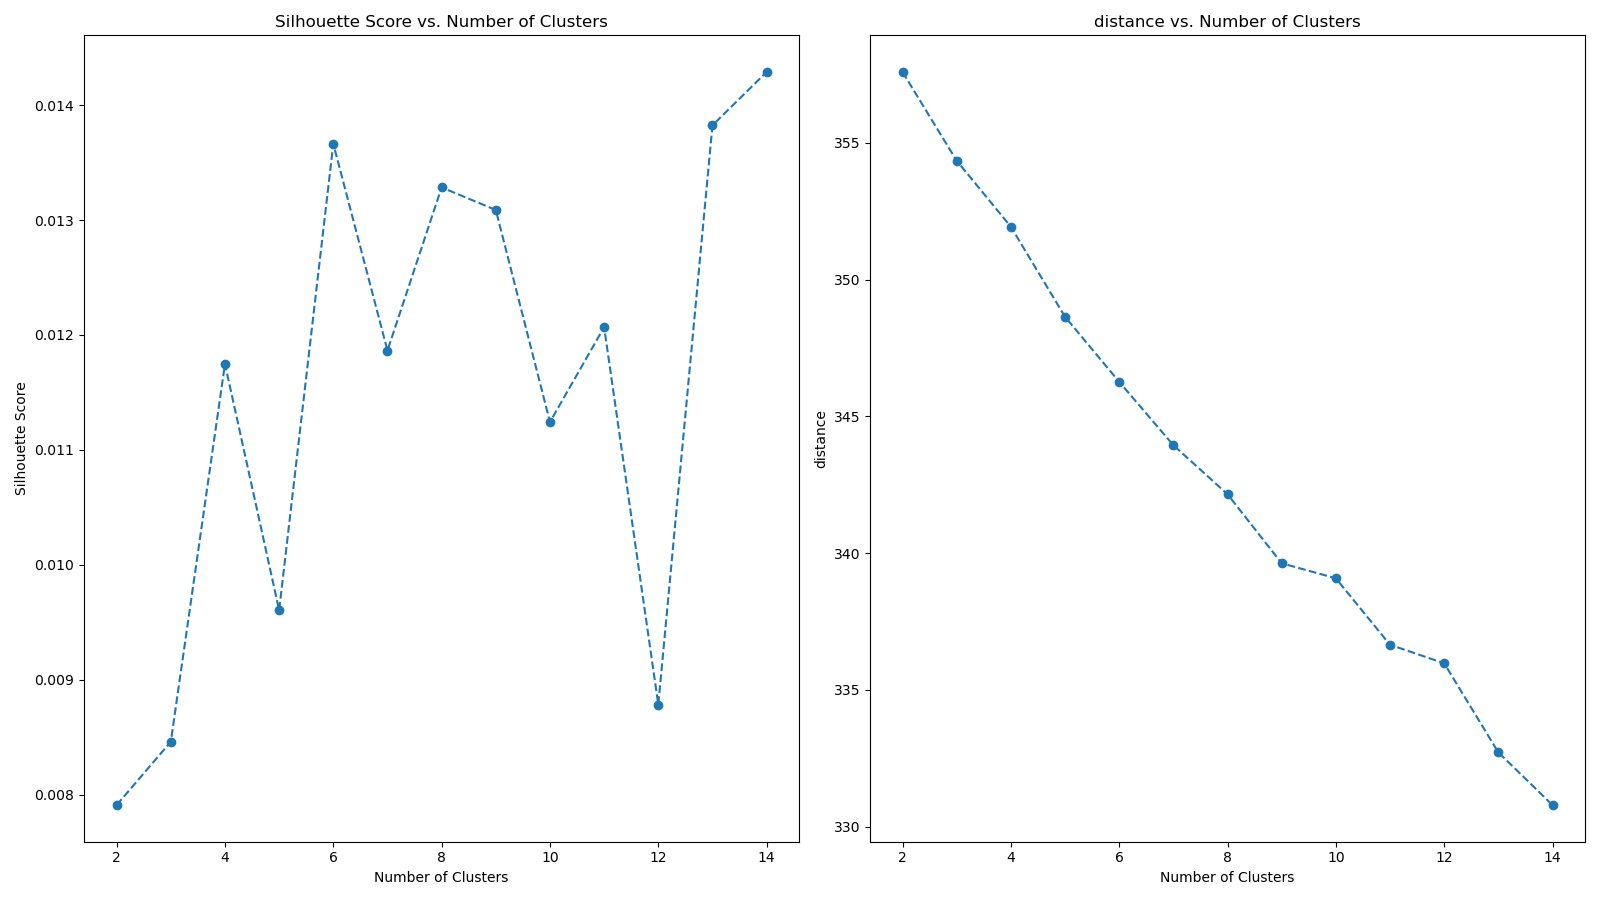 Silhouette Score vs. Number of Clusters
0.014
0.013
0.012
0.011
0.010
0.009
0.008
Silhouette Score
2 4 6 8 10 12 14
Number of Clusters
distance vs. Number of Clusters
355
350
345
340
335
330
distance
2 4 6 8 10 12 14
Number of Clusters